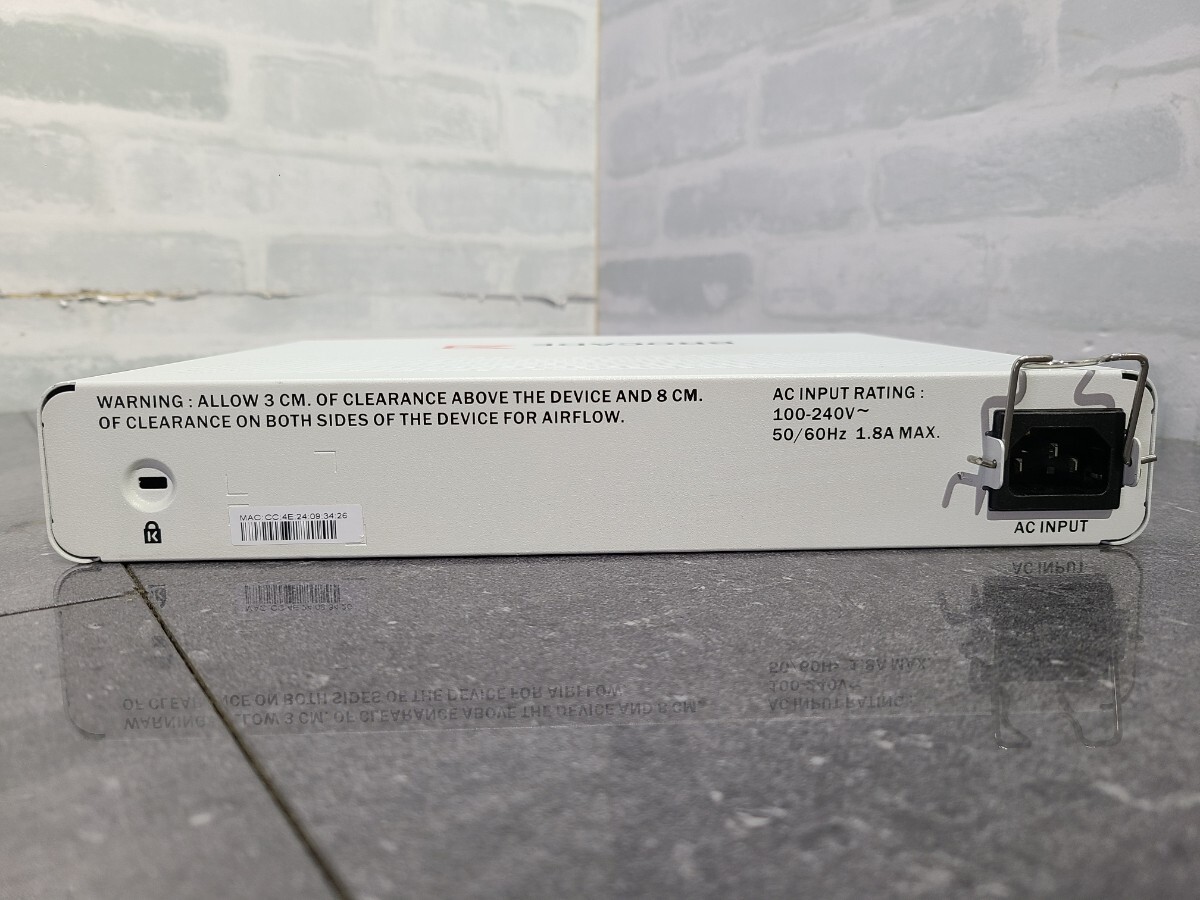 BROCADE
WARNING : ALLOW 3 CM. OF CLEARANCE ABOVE THE DEVICE AND 8 CM.
OF CLEARANCE ON BOTH SIDES OF THE DEVICE FOR AIRFLOW.
AC INPUT RATING :
100-240V~
50/60Hz 1.8A MAX.
K
MAC:CC:4E:24:09:34:26
AC INPUT